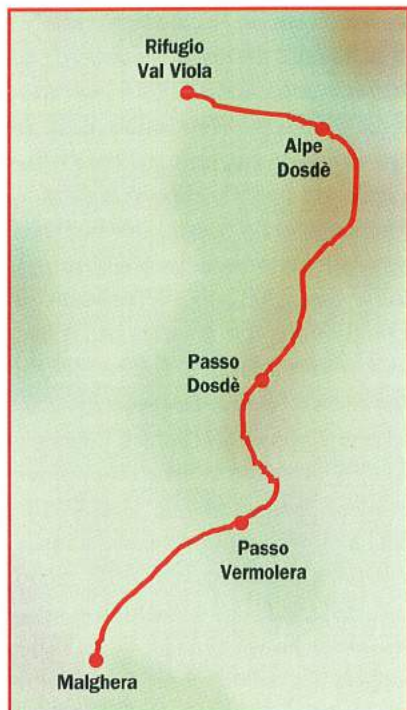 Rifugio
Val Viola
Alpe
Dosdè
Passo
Dosdè
Passo
Vermolera
Malghera